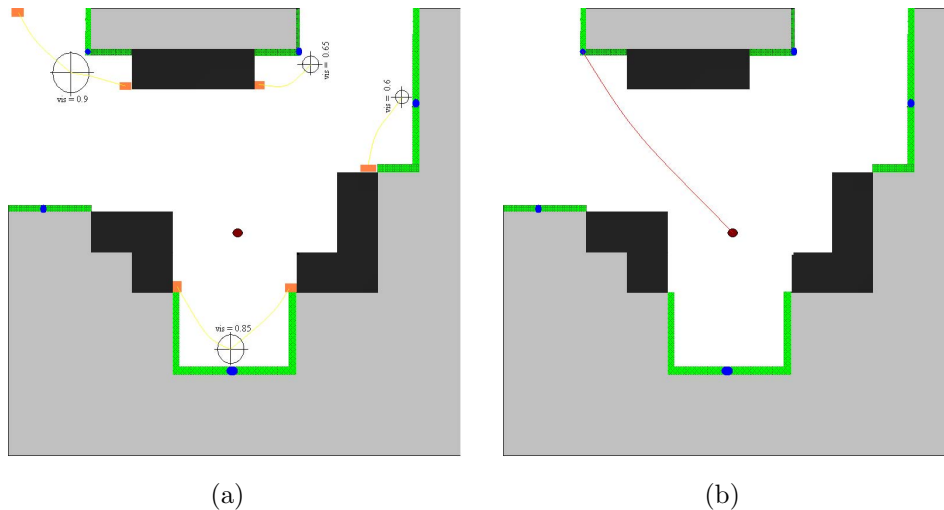 vis = 0.9
vis = 0.65
vis = 0.6
vis = 0.85
(a)
(b)